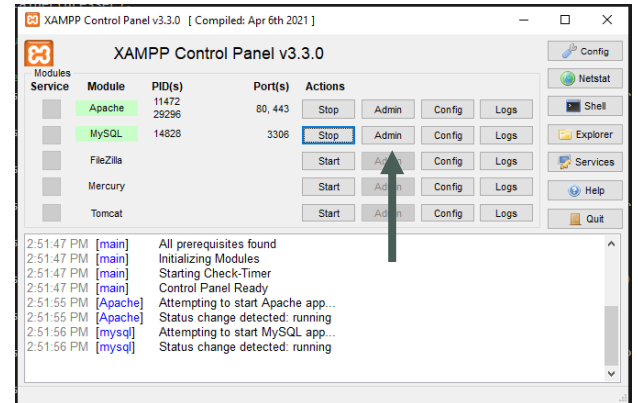 XAMPP Control Panel v3.3.0 [ Compiled: Apr 6th 2021 ]
XAMPP Control Panel v3.3.0
Config
Modules
Service Module PID(s) Port(s) Actions
Netstat
Apache 11472 29296 80, 443 Stop Admin Config Logs
Shell
MySQL 14828 3306 Stop Admin Config Logs
Explorer
FileZilla Start Admin Config Logs
Services
Mercury Start Config Logs
Help
Tomcat Start Admin Config Logs
Quit
2:51:47 PM [main] All prerequisites found
2:51:47 PM [main] Initializing Modules
2:51:47 PM [main] Starting Check-Timer
2:51:47 PM [main] Control Panel Ready
2:51:55 PM [Apache] Attempting to start Apache app...
2:51:55 PM [Apache] Status change detected: running
2:51:56 PM [mysql] Attempting to start MySQL app...
2:51:56 PM [mysql] Status change detected: running